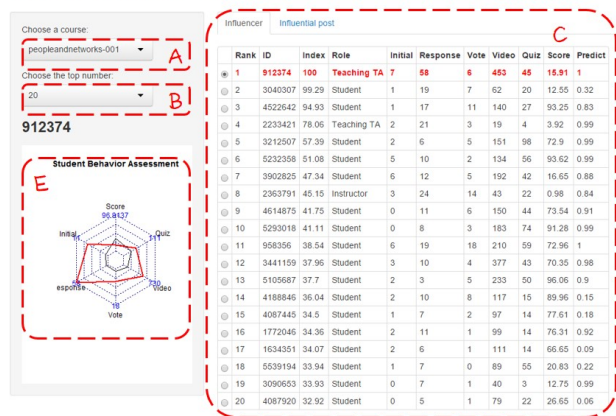 Choose a course:
peopleandnetworks-001
A
Choose the top number:
20
B
912374
E
Student Behavior Assessment
Score
96.8137
Initial
11
Quiz
111
esponse
58
Video
730
Vote
18
Influencer Influential post
C
Rank ID Index Role Initial Response Vote Video Quiz Score Predict
1 912374 100 Teaching TA 7 58 6 453 45 15.91 1
2 3040307 99.29 Student 1 19 7 62 20 12.55 0.32
3 4522642 94.93 Student 1 17 11 140 27 93.25 0.83
4 2233421 78.06 Teaching TA 2 21 3 19 4 3.92 0.99
5 3212507 57.39 Student 2 6 5 151 98 72.9 0.99
6 5232358 51.08 Student 5 10 2 134 56 93.62 0.99
7 3902825 47.34 Student 6 12 5 192 42 16.65 0.88
8 2363791 45.15 Instructor 3 24 14 43 22 0.98 0.84
9 4614875 41.75 Student 0 11 6 150 44 73.54 0.91
10 5293018 41.11 Student 0 8 3 183 74 91.28 0.99
11 958356 38.54 Student 5 19 18 210 59 72.96 1
12 3441159 37.96 Student 3 10 4 377 43 70.35 0.98
13 5105687 37.7 Student 2 3 5 233 50 96.06 0.9
14 4188846 36.04 Student 2 10 8 117 15 89.96 0.15
15 4087445 34.5 Student 1 7 2 97 14 77.61 0.18
16 1772046 34.36 Student 2 11 1 99 14 76.31 0.92
17 1634351 34.07 Student 2 6 1 111 14 66.65 0.09
18 5539194 33.94 Student 1 7 0 89 55 20.83 0.22
19 3090653 33.93 Student 0 7 1 40 3 12.75 0.99
20 4087920 32.92 Student 0 5 1 79 22 26.65 0.06